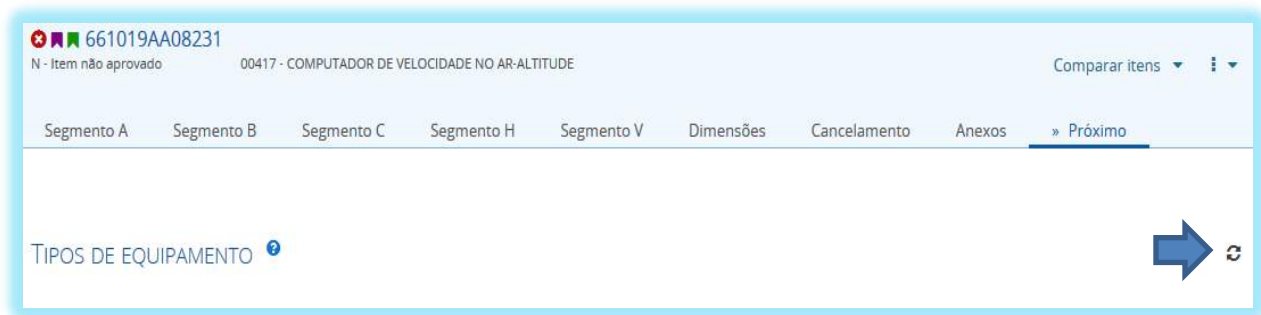 661019AA08231
N - Item não aprovado 00417 - COMPUTADOR DE VELOCIDADE NO AR-ALTITUDE
Comparar itens
Segmento A Segmento B Segmento C Segmento H Segmento V Dimensões Cancelamento Anexos » Próximo
TIPOS DE EQUIPAMENTO ?